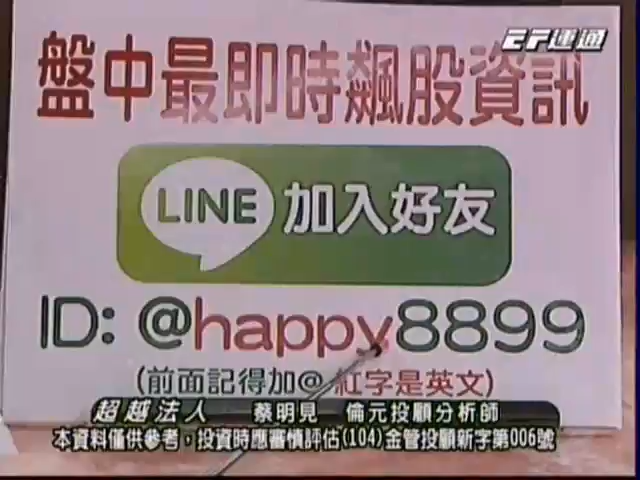 EF運通
盤中最即時飆股資訊
LINE 加入好友
ID: @happy8899
(前面記得加@ 紅字是英文)
超越法人 蔡明見 倫元投顧分析師
本資料僅供參考，投資時應審慎評估(104)金管投顧新字第006號